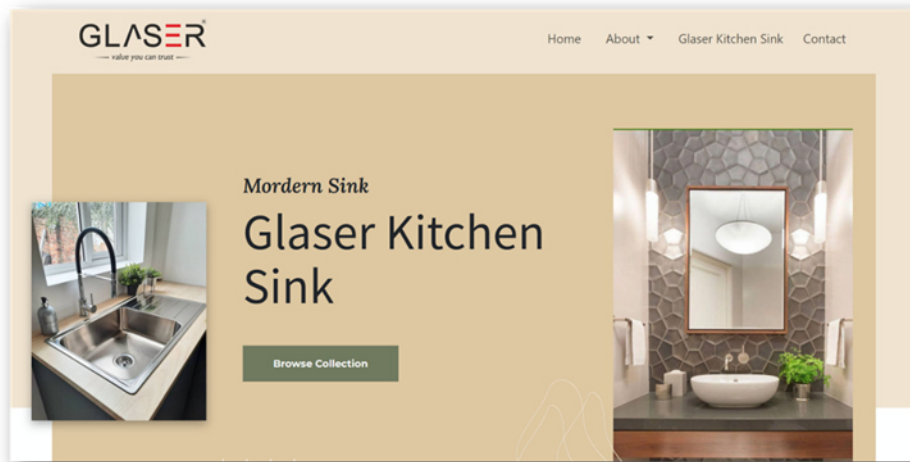 GLASER®
value you can trust
Home About Glaser Kitchen Sink Contact
Mordern Sink
Glaser Kitchen
Sink
Browse Collection